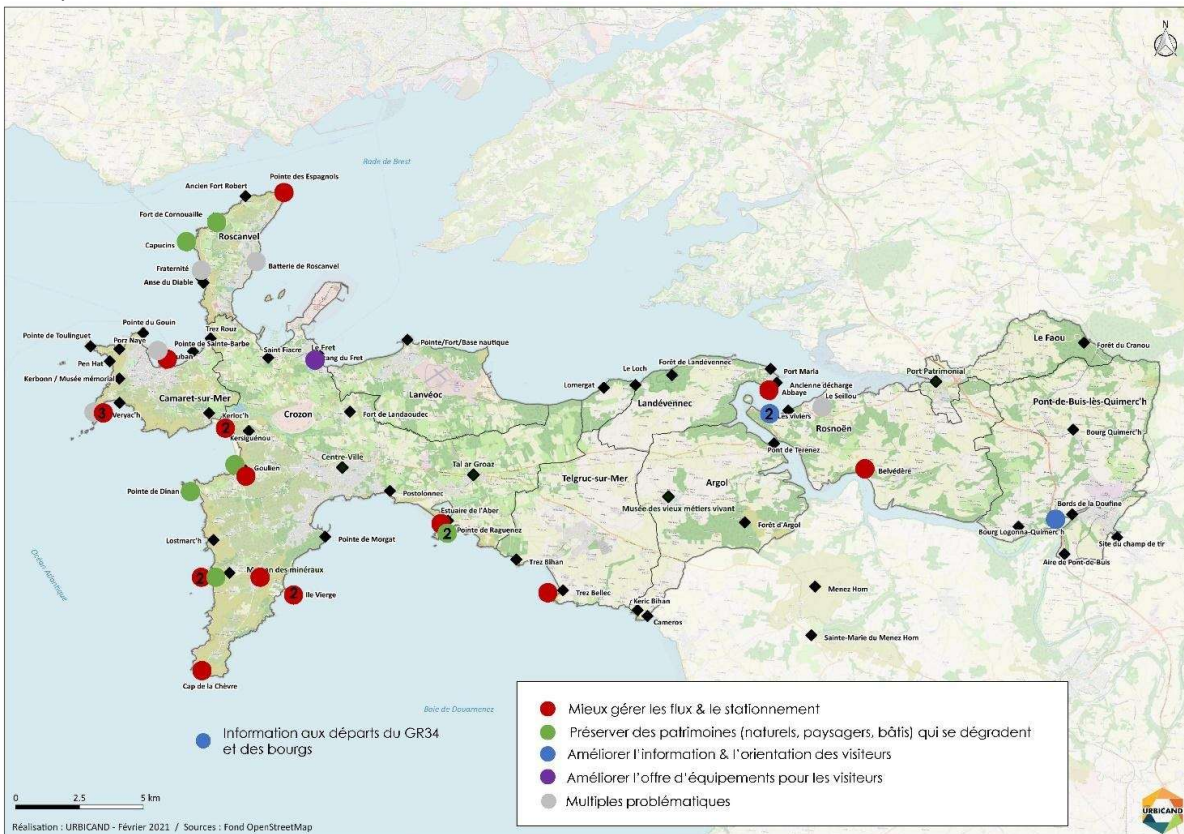 N
Rade de Brest
Pointe des Espagnols
Ancien Fort Robert
Fort de Cornouaille
Roscanvel
Capucins
Fraternité
Batterie de Roscanvel
Anse du Diable
Pointe du Gouin
Trez Rouz
Pointe de Toulinguet
Port Naye
Pointe de Sainte-Barbe
Pen Hat
Saint Fiacre
Le Fret
Etang du Fret
Pointe/Fort/Base nautique
Kerbonn / Musée mémorial
Camaret-sur-Mer
Lanvéoc
Crozon
Fort de Landaoudec
3
Veryac'h
Kerloc'h
2
Kersiguénou
Goulien
Centre-Ville
Tal ar Groaz
Pointe de Dinan
Postolonnec
Estuaire de l'Aber
2
Pointe de Raguenez
Lostmarc'h
Pointe de Morgat
2
Maison des minéraux
2
Ile Vierge
Cap de la Chèvre
Trez Bihan
Trez Bellec
Keric Bihan
Cameros
Telgruc-sur-Mer
Argol
Musée des vieux métiers vivant
Forêt d'Argol
Menez Hom
Sainte-Marie du Menez Hom
Lomergat
Le Loch
Forêt de Landévennec
Landévennec
Port Maria
Ancienne décharge
Abbaye
Le Seillou
2
Les viviers
Rosnoën
Pont de Terenez
Belvédère
Port Patrimonial
Le Faou
Forêt du Cranou
Pont-de-Buis-lès-Quimerc'h
Bourg Quimerc'h
Bords de la Doufine
Bourg Logonna-Quimerc'h
Site du champ de tir
Aire de Pont-de-Buis
Océan Atlantique
Baie de Douarnenez
Information aux départs du GR34
et des bourgs
Mieux gérer les flux & le stationnement
Préserver des patrimoines (naturels, paysagers, bâtis) qui se dégradent
Améliorer l'information & l'orientation des visiteurs
Améliorer l'offre d'équipements pour les visiteurs
Multiples problématiques
0 2.5 5 km
Réalisation : URBICAND - Février 2021 / Sources : Fond OpenStreetMap
URBICAND